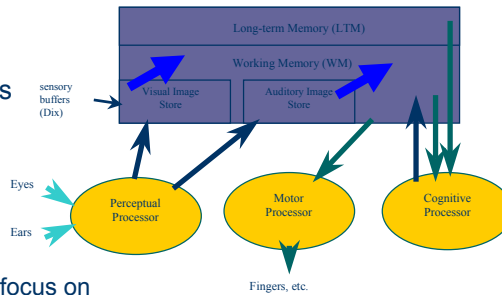 Long-term Memory (LTM)
Working Memory (WM)
s
sensory
buffers
(Dix)
Visual Image
Store
Auditory Image
Store
Eyes
Ears
Perceptual
Processor
Motor
Processor
Cognitive
Processor
focus on
Fingers, etc.